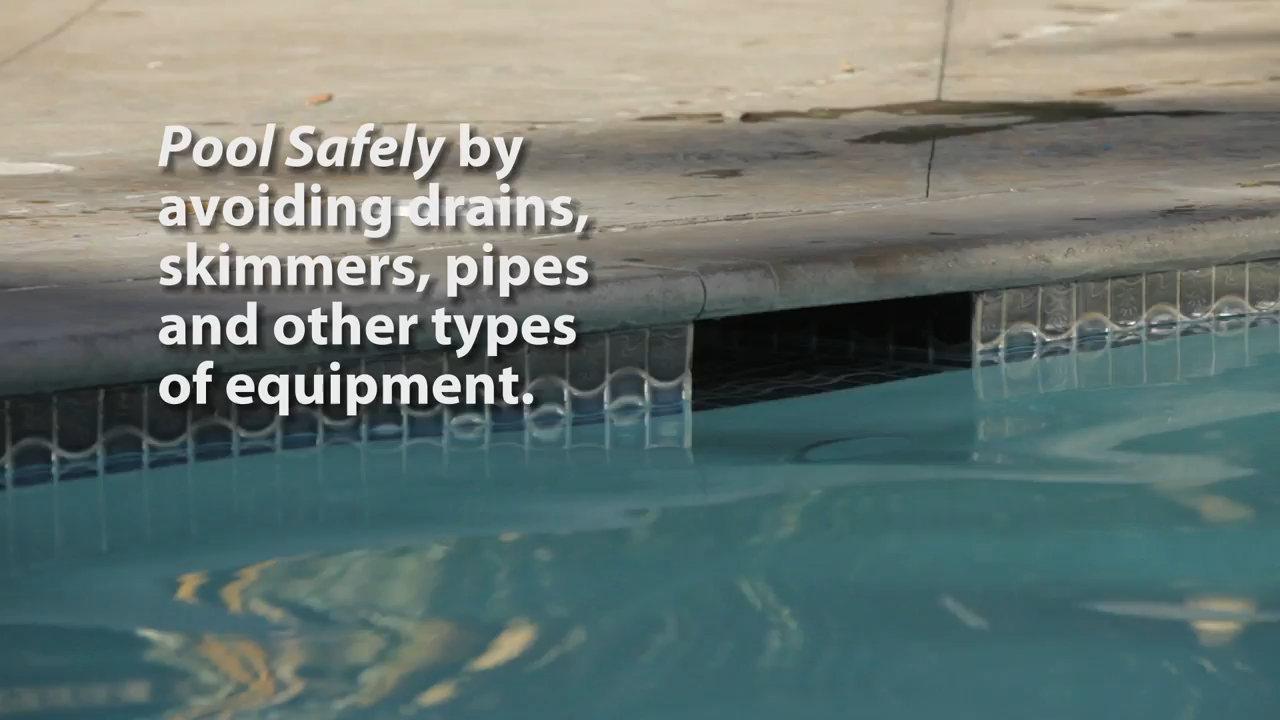 Pool Safely by
avoiding drains,
skimmers, pipes
and other types
of equipment.